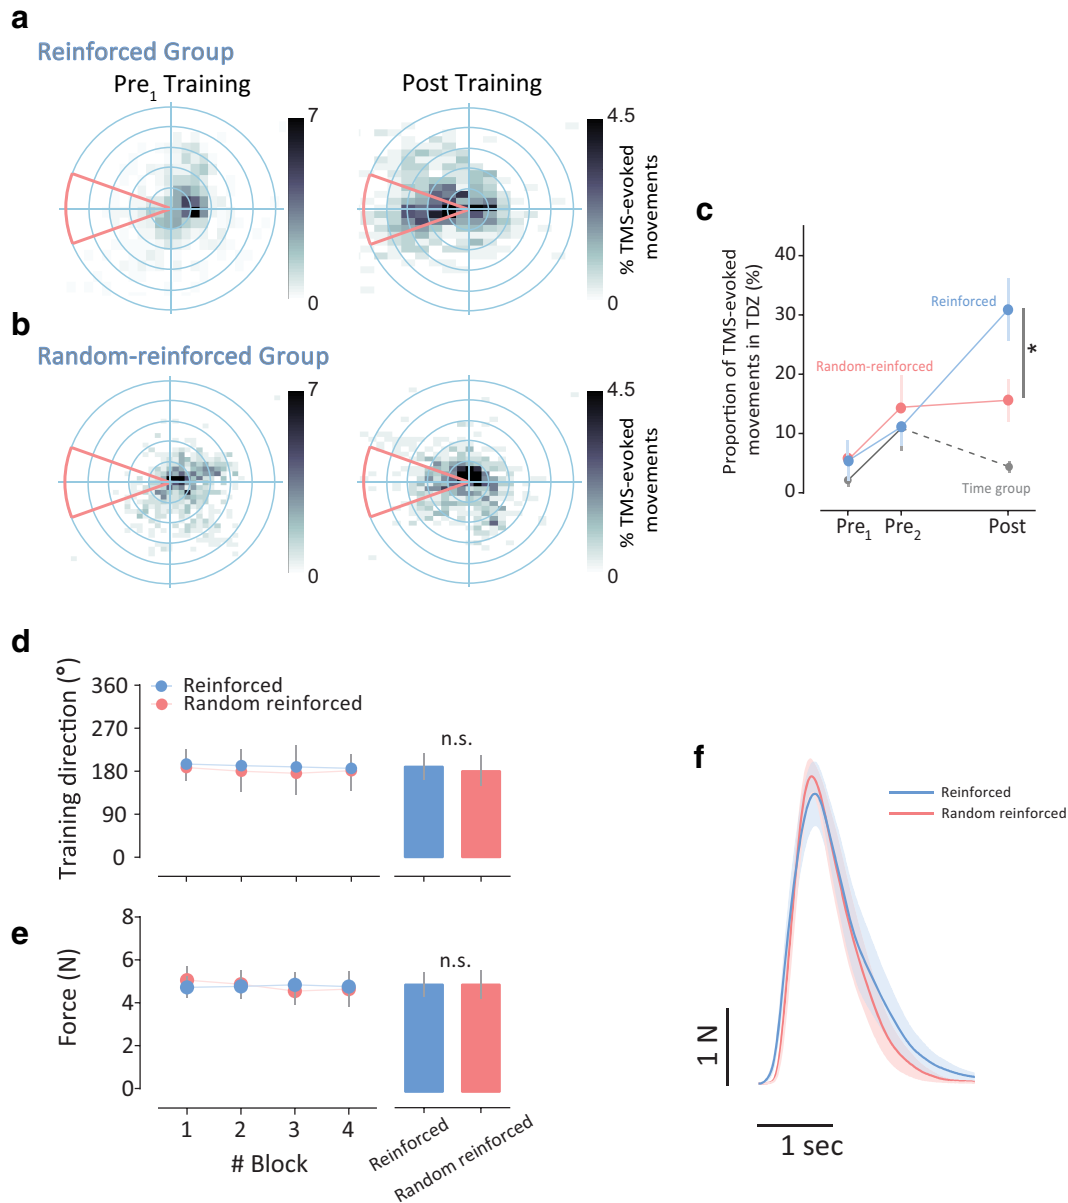 a
Reinforced Group
Pre1 Training
Post Training
7
0
4.5
0
% TMS-evoked
movements
b
Random-reinforced Group
7
0
4.5
0
% TMS-evoked
movements
c
Proportion of TMS-evoked
movements in TDZ (%)
40
30
20
10
0
Reinforced
Random-reinforced
Time group
*
Pre1
Pre2
Post
d
Training direction (°)
360
270
180
90
0
Reinforced
Random reinforced
n.s.
e
Force (N)
8
6
4
2
0
n.s.
1
2
3
4
# Block
Reinforced
Random reinforced
f
Reinforced
Random reinforced
1 N
1 sec